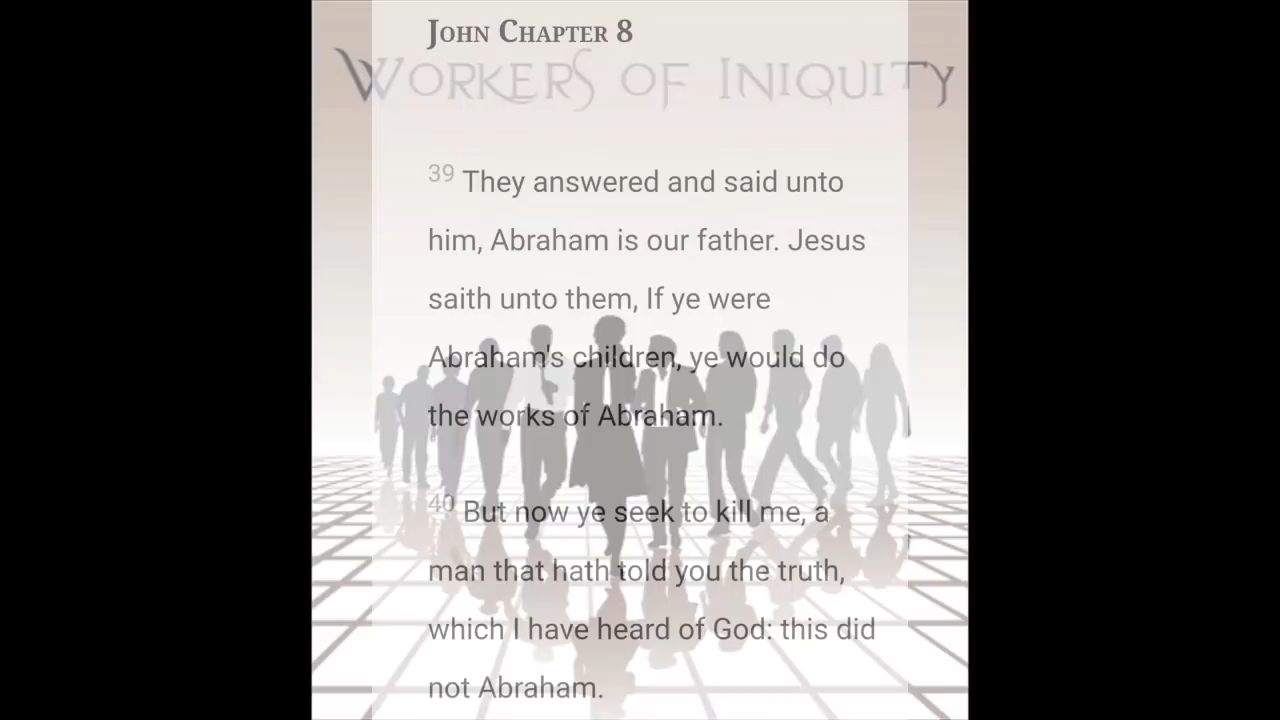 John Chapter 8
Workers of Iniquity
39 They answered and said unto
him, Abraham is our father. Jesus
saith unto them, If ye were
Abraham's children, ye would do
the works of Abraham.
40 But now ye seek to kill me, a
man that hath told you the truth,
which I have heard of God: this did
not Abraham.